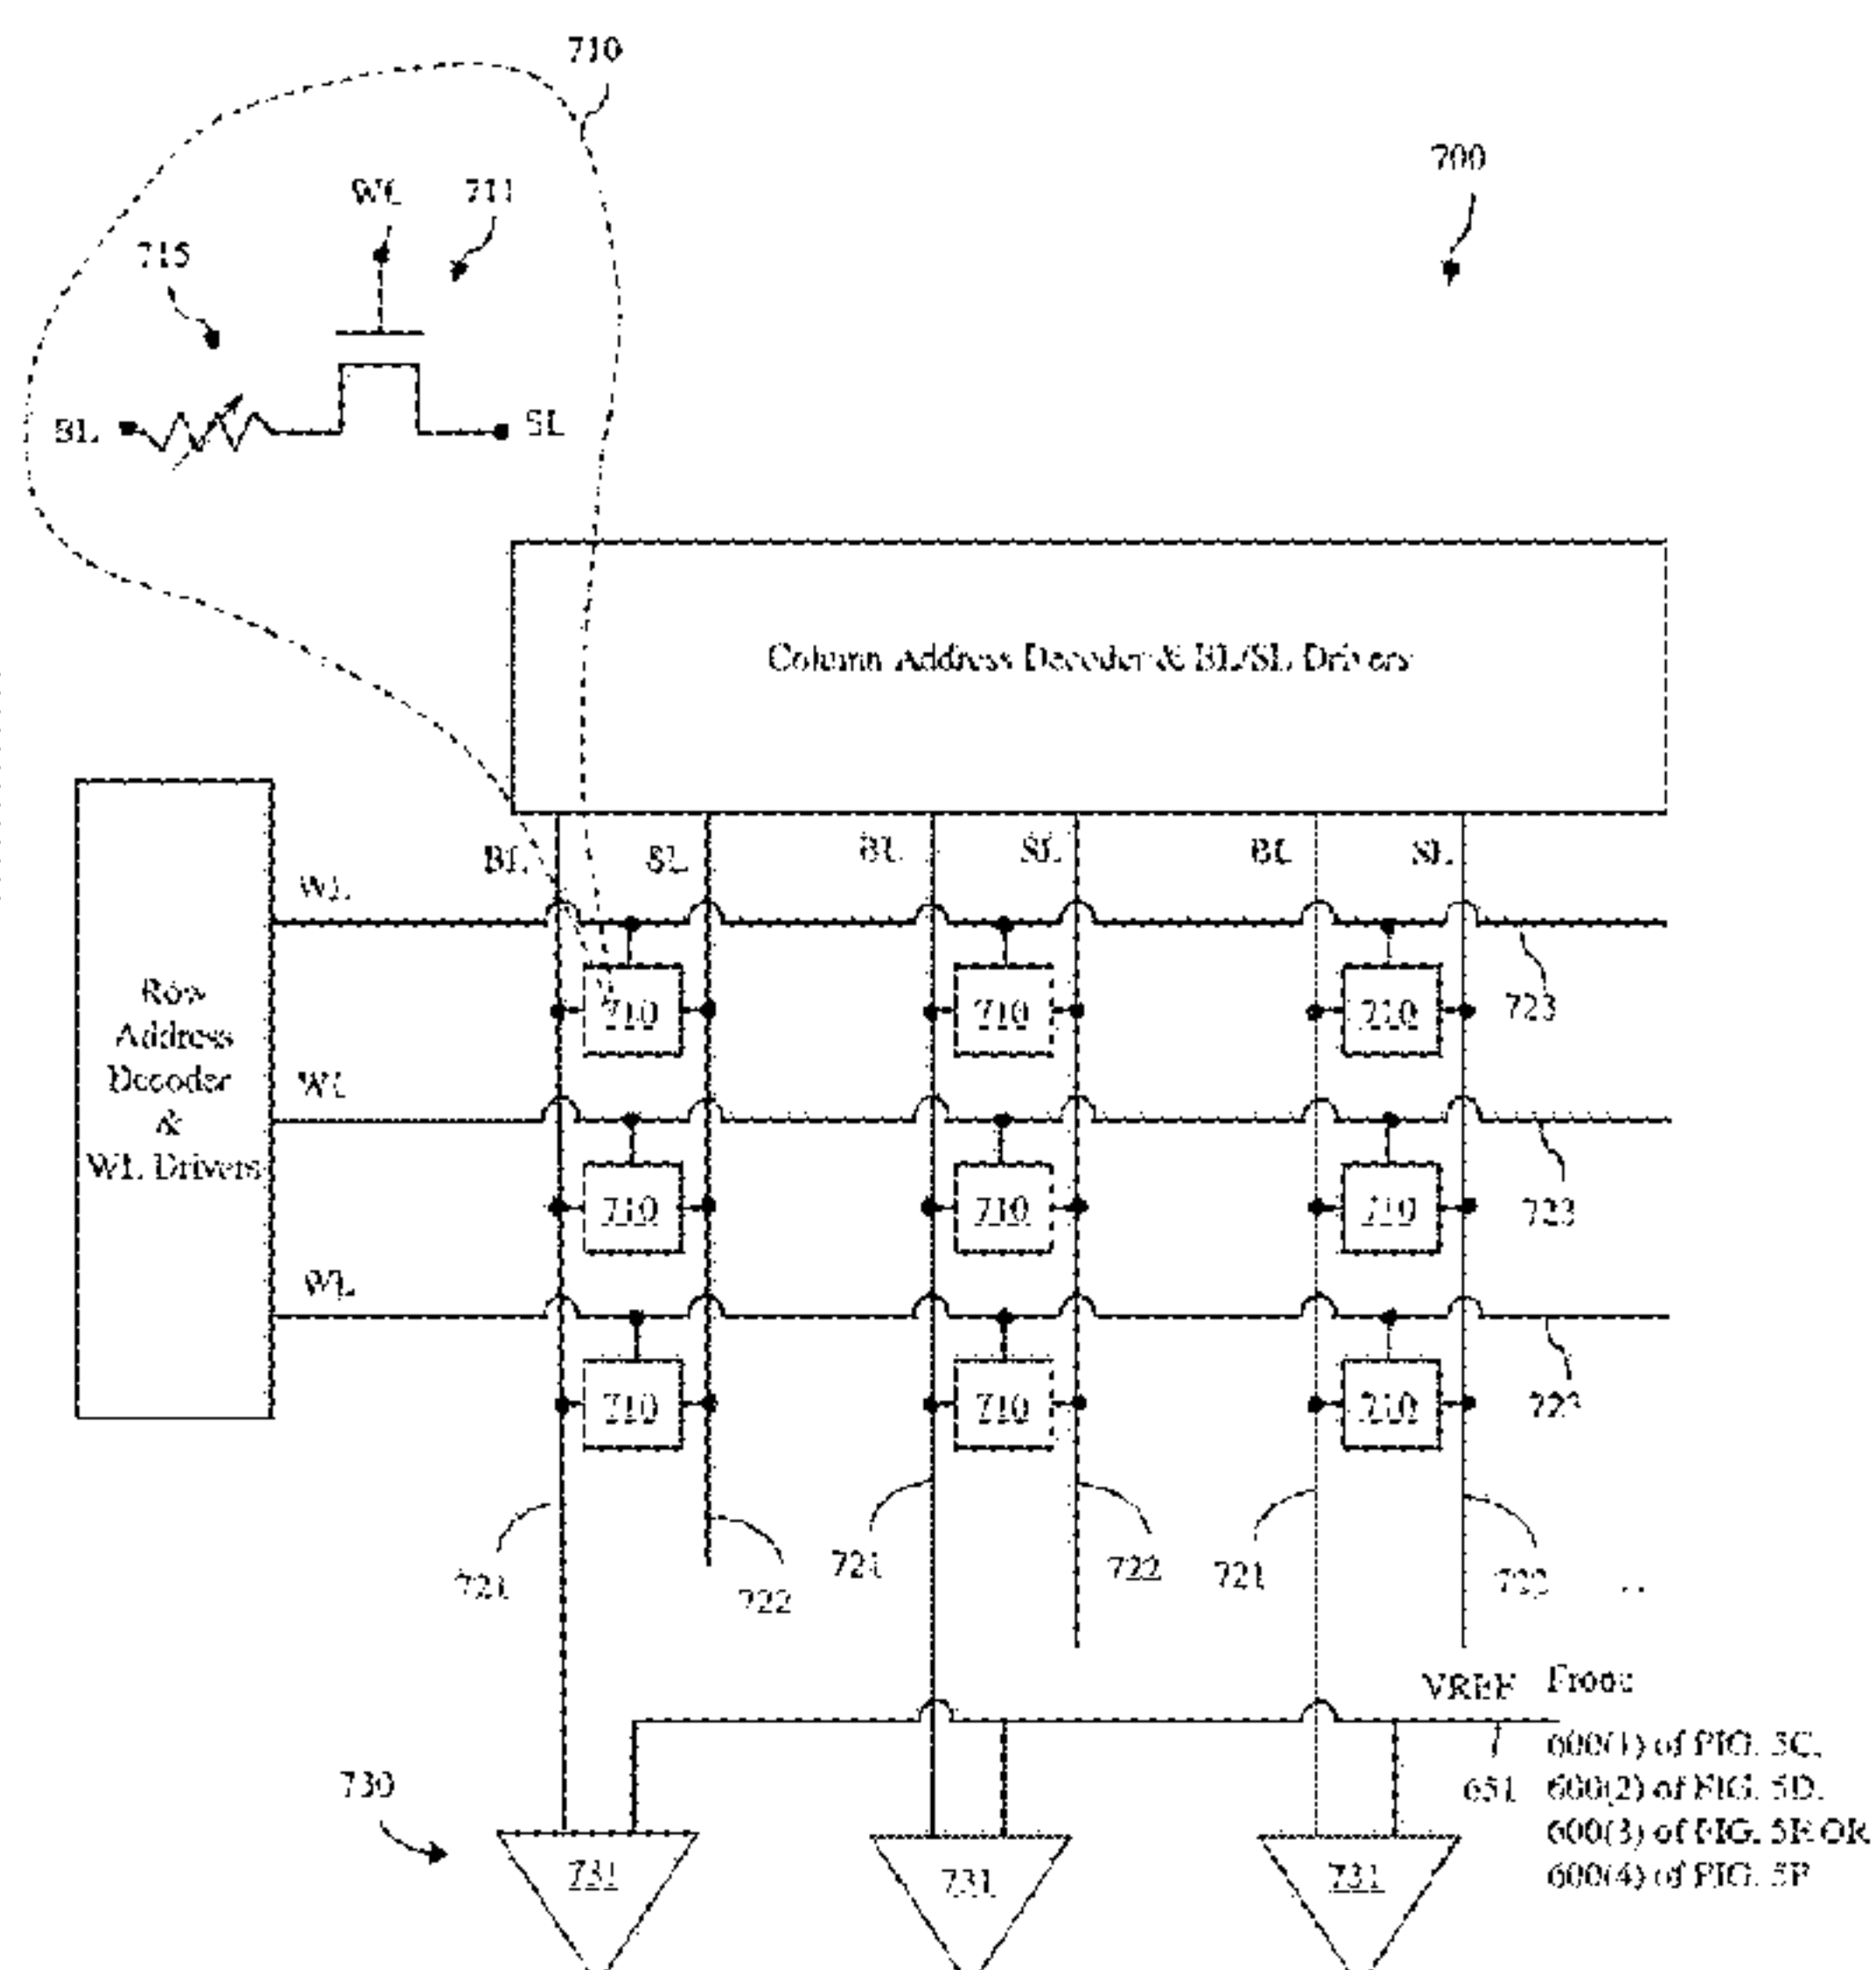 710
700
WL
711
715
BL
SL
Column Address Decoder & BL/SL Drivers
BL SL BL SL BL SL
WL
Row
Address
Decoder
&
WL Drivers
710 710 710
723
WL
710 710 710
723
WL
710 710 710
723
721 722 721 722 721 722
VREF From
600(1) of FIG. 5C,
651 600(2) of FIG. 5D,
600(3) of FIG. 5E OR
600(4) of FIG. 5F
730
731 731 731